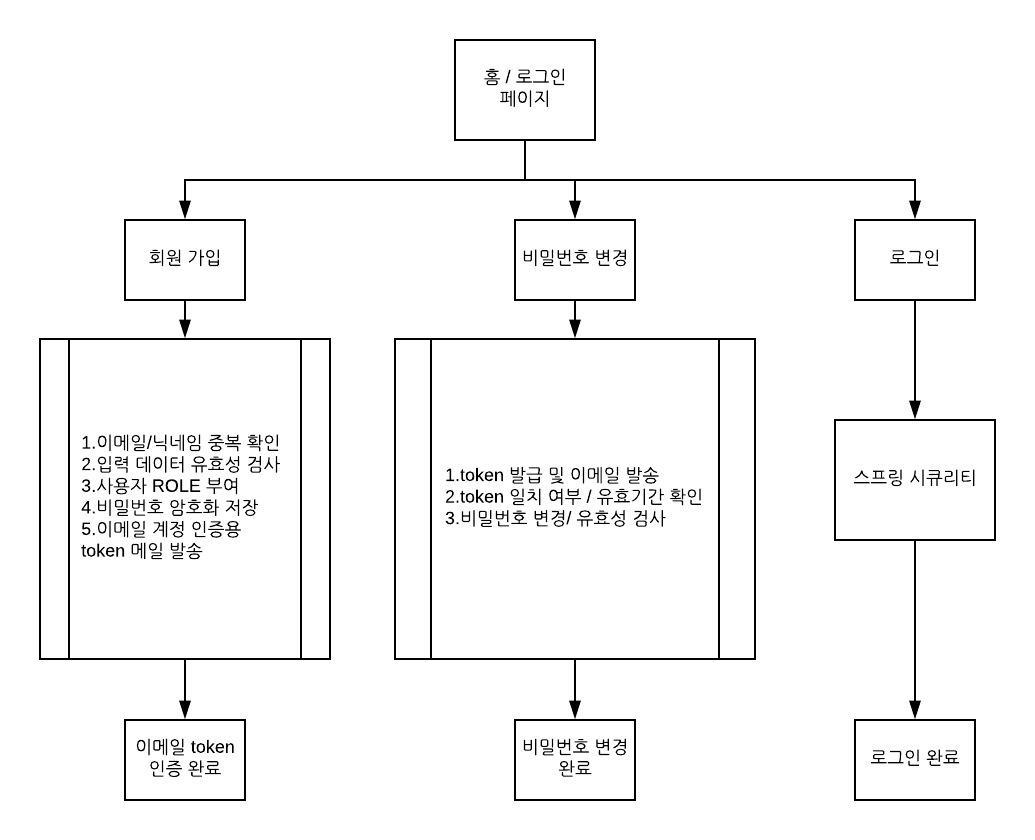 홈 / 로그인
페이지
회원 가입
비밀번호 변경
로그인
1.이메일/닉네임 중복 확인
2.입력 데이터 유효성 검사
3.사용자 ROLE 부여
4.비밀번호 암호화 저장
5.이메일 계정 인증용
token 메일 발송
1.token 발급 및 이메일 발송
2.token 일치 여부 / 유효기간 확인
3.비밀번호 변경/ 유효성 검사
스프링 시큐리티
이메일 token
인증 완료
비밀번호 변경
완료
로그인 완료